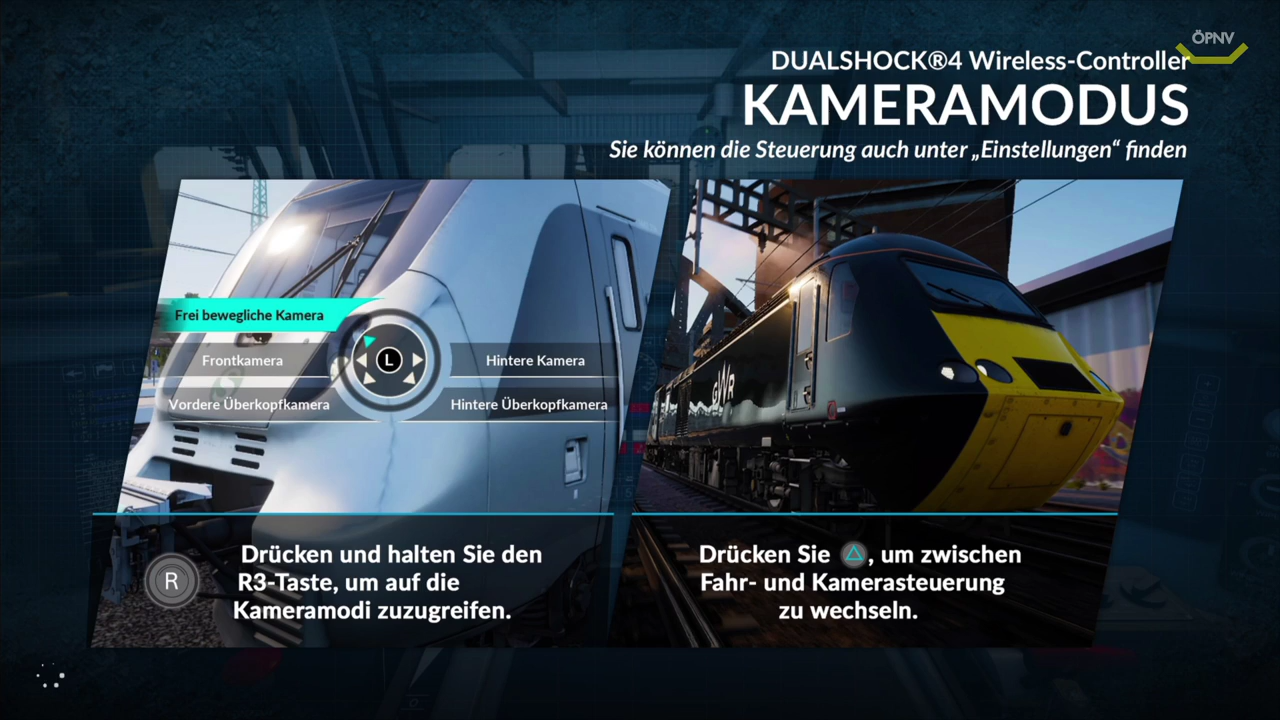 ÖPNV
DUALSHOCK®4 Wireless-Controller
KAMERAMODUS
Sie können die Steuerung auch unter „Einstellungen“ finden
Frei bewegliche Kamera
Frontkamera
Vordere Überkopfkamera
L
Hintere Kamera
Hintere Überkopfkamera
GWR
R
Drücken und halten Sie den
R3-Taste, um auf die
Kameramodi zuzugreifen.
Drücken Sie , um zwischen
Fahr- und Kamerasteuerung
zu wechseln.